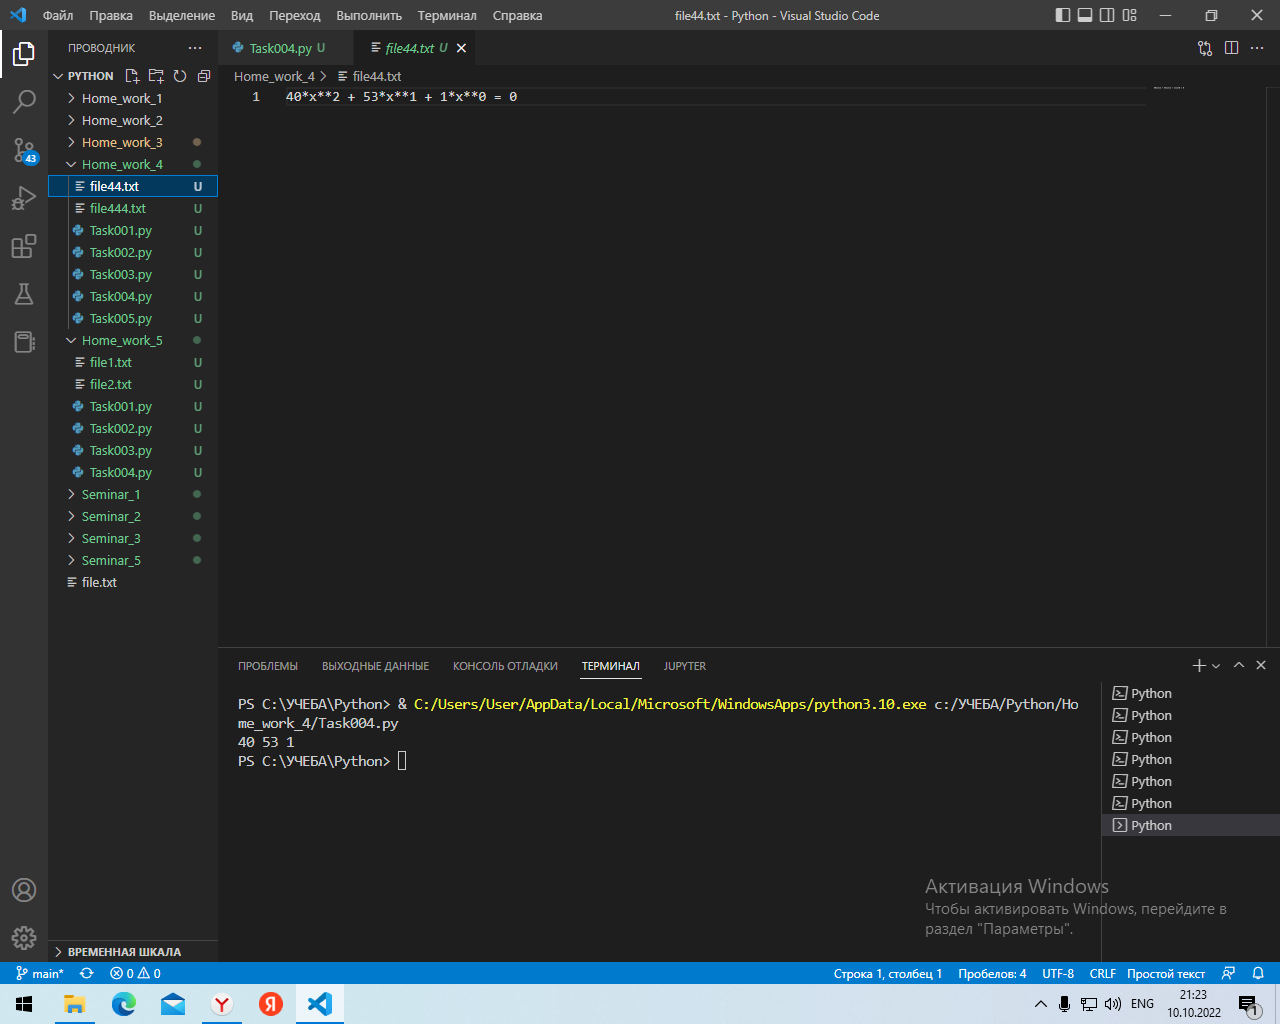 Файл Правка Выделение Вид Переход Выполнить Терминал Справка
file44.txt - Python - Visual Studio Code
ПРОВОДНИК
PYTHON
Home_work_1
Home_work_2
Home_work_3
Home_work_4
file44.txt U
file444.txt U
Task001.py U
Task002.py U
Task003.py U
Task004.py U
Task005.py U
Home_work_5
file1.txt U
file2.txt U
Task001.py U
Task002.py U
Task003.py U
Task004.py U
Seminar_1
Seminar_2
Seminar_3
Seminar_5
file.txt
ВРЕМЕННАЯ ШКАЛА
43
Task004.py U
file44.txt U
Home_work_4 > file44.txt
1 40*x**2 + 53*x**1 + 1*x**0 = 0
ПРОБЛЕМЫ ВЫХОДНЫЕ ДАННЫЕ КОНСОЛЬ ОТЛАДКИ ТЕРМИНАЛ JUPYTER
PS C:\УЧЕБА\Python> & C:/Users/User/AppData/Local/Microsoft/WindowsApps/python3.10.exe c:/УЧЕБА/Python/Ho
me_work_4/Task004.py
40 53 1
PS C:\УЧЕБА\Python>
Python
Python
Python
Python
Python
Python
Python
Активация Windows
Чтобы активировать Windows, перейдите в
раздел "Параметры".
main* 0 0
Строка 1, столбец 1 Пробелов: 4 UTF-8 CRLF Простой текст
ENG
21:23
10.10.2022
1